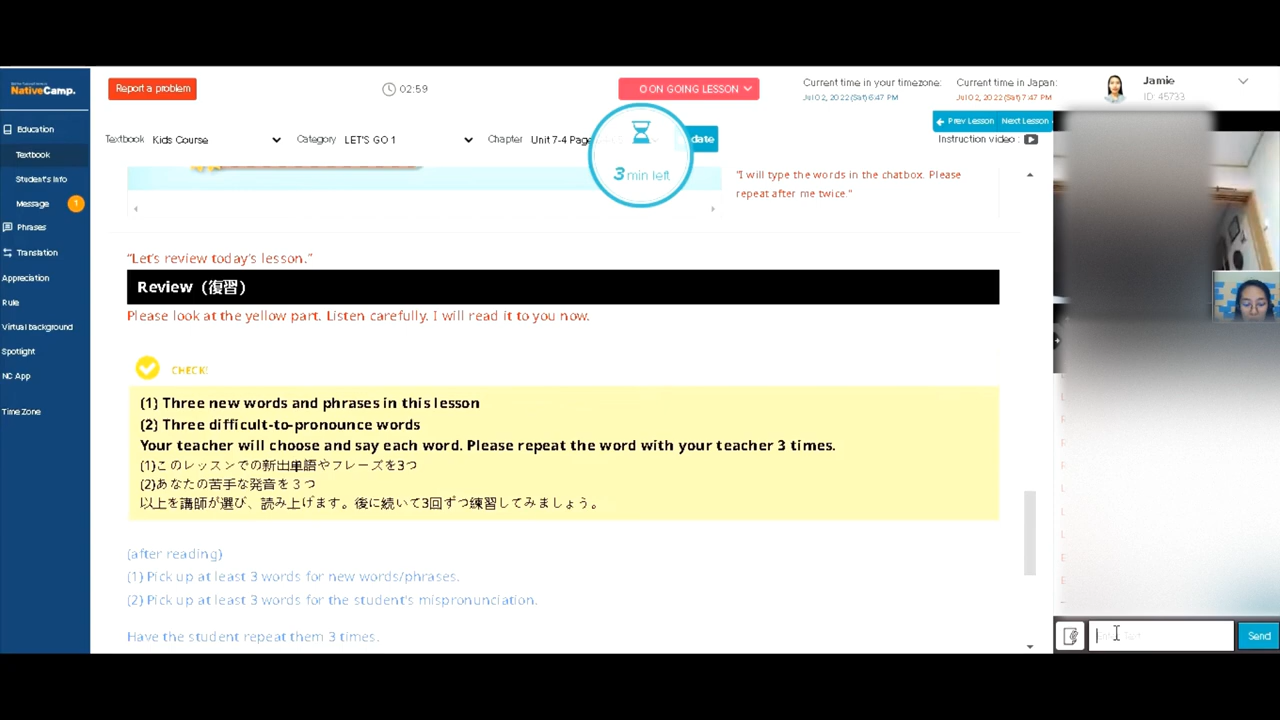 NativeCamp.
Report a problem
02:59
O ON GOING LESSON
Current time in your timezone:
Jul 02, 2022 (Sat) 6:47 PM
Current time in Japan:
Jul 02, 2022 (Sat) 7:47 PM
Jamie
ID: 45733
Education
Textbook
Student's Info
Message 1
Phrases
Translation
Appreciation
Rule
Virtual background
Spotlight
NC App
Time Zone
Textbook Kids Course
Category LET'S GO 1
Chapter Unit 7-4 Page
date
3 min left
Prev Lesson Next Lesson
Instruction video :
"I will type the words in the chatbox. Please
repeat after me twice."
"Let's review today's lesson."
Review（復習）
Please look at the yellow part. Listen carefully. I will read it to you now.
CHECK!
(1) Three new words and phrases in this lesson
(2) Three difficult-to-pronounce words
Your teacher will choose and say each word. Please repeat the word with your teacher 3 times.
(1)このレッスンでの新出単語やフレーズを3つ
(2)あなたの苦手な発音を３つ
以上を講師が選び、読み上げます。後に続いて3回ずつ練習してみましょう。
(after reading)
(1) Pick up at least 3 words for new words/phrases.
(2) Pick up at least 3 words for the student's mispronunciation.
Have the student repeat them 3 times.
Enter Text
Send